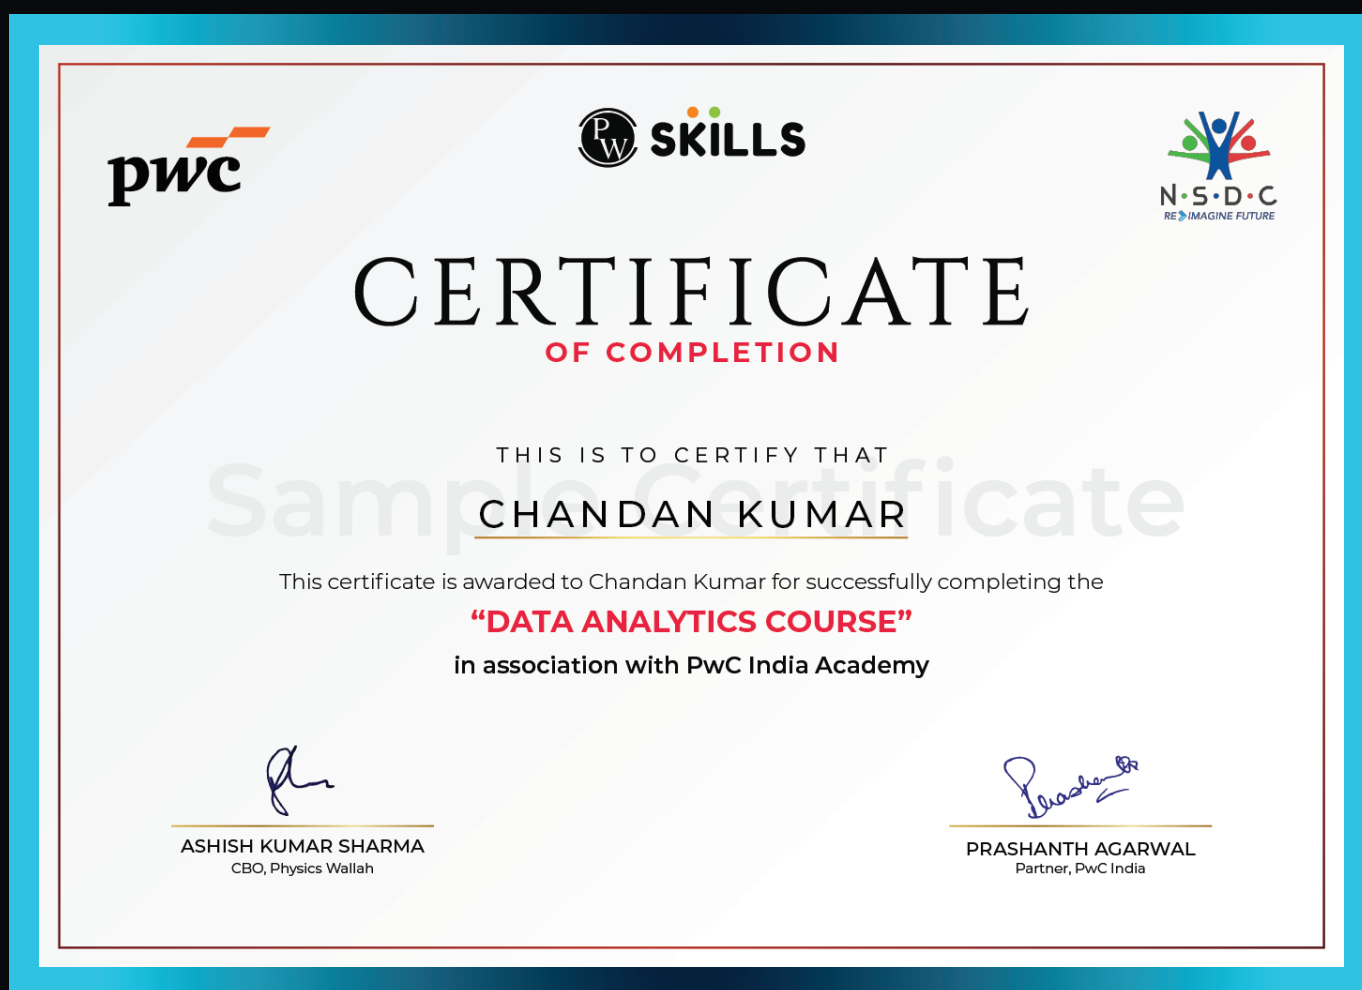 pwc
PW SKILLS
N·S·D·C
RE IMAGINE FUTURE
CERTIFICATE
OF COMPLETION
THIS IS TO CERTIFY THAT
Sample Certificate
CHANDAN KUMAR
This certificate is awarded to Chandan Kumar for successfully completing the
“DATA ANALYTICS COURSE”
in association with PwC India Academy
Prashanth
ASHISH KUMAR SHARMA
CBO, Physics Wallah
PRASHANTH AGARWAL
Partner, PwC India